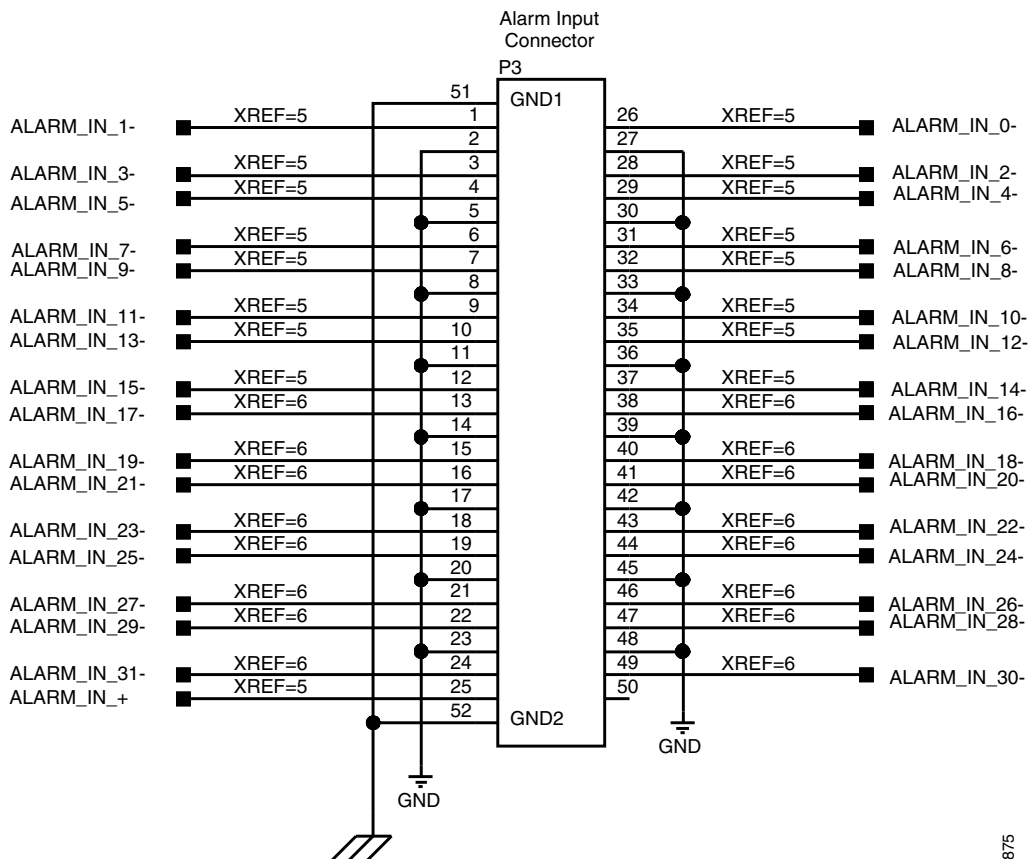 Alarm Input
Connector
P3
51 GND1
ALARM_IN_1- XREF=5 1 26 XREF=5 ALARM_IN_0-
2 27
ALARM_IN_3- XREF=5 3 28 XREF=5 ALARM_IN_2-
ALARM_IN_5- XREF=5 4 29 XREF=5 ALARM_IN_4-
5 30
ALARM_IN_7- XREF=5 6 31 XREF=5 ALARM_IN_6-
ALARM_IN_9- XREF=5 7 32 XREF=5 ALARM_IN_8-
8 33
ALARM_IN_11- XREF=5 9 34 XREF=5 ALARM_IN_10-
ALARM_IN_13- XREF=5 10 35 XREF=5 ALARM_IN_12-
11 36
ALARM_IN_15- XREF=5 12 37 XREF=5 ALARM_IN_14-
ALARM_IN_17- XREF=6 13 38 XREF=6 ALARM_IN_16-
14 39
ALARM_IN_19- XREF=6 15 40 XREF=6 ALARM_IN_18-
ALARM_IN_21- XREF=6 16 41 XREF=6 ALARM_IN_20-
17 42
ALARM_IN_23- XREF=6 18 43 XREF=6 ALARM_IN_22-
ALARM_IN_25- XREF=6 19 44 XREF=6 ALARM_IN_24-
20 45
ALARM_IN_27- XREF=6 21 46 XREF=6 ALARM_IN_26-
ALARM_IN_29- XREF=6 22 47 XREF=6 ALARM_IN_28-
23 48
ALARM_IN_31- XREF=6 24 49 XREF=6 ALARM_IN_30-
ALARM_IN_+ XREF=5 25 50
52 GND2
GND
GND
875